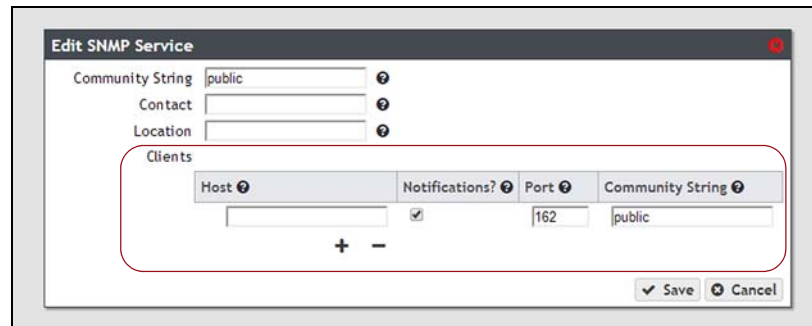 Edit SNMP Service
Community String public
Contact
Location
Clients
Host Notifications? Port Community String
162 public
Save Cancel